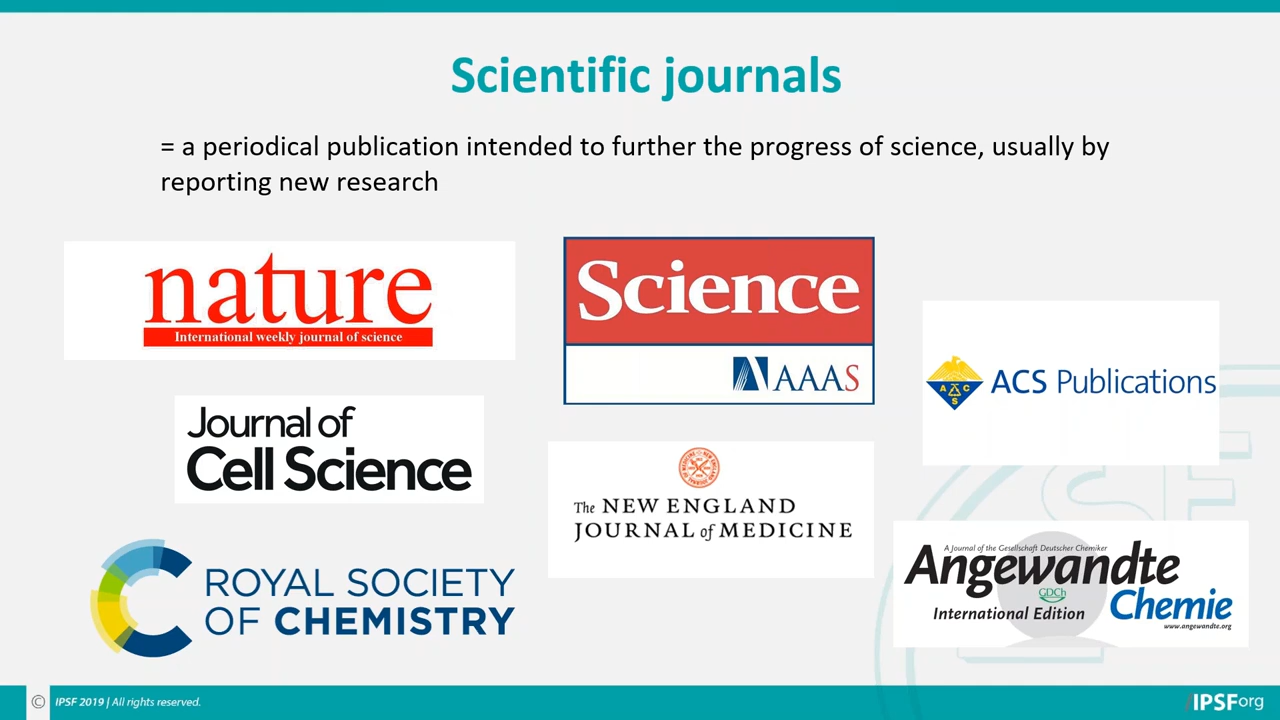 Scientific journals
= a periodical publication intended to further the progress of science, usually by
reporting new research
nature
International weekly journal of science
Science
AAAS
A C S
ACS Publications
Journal of
Cell Science
The NEW ENGLAND
JOURNAL of MEDICINE
ROYAL SOCIETY
OF CHEMISTRY
A Journal of the Gesellschaft Deutscher Chemiker
Angewandte
GDCh
International Edition
Chemie
www.angewandte.org
© IPSF 2019 | All rights reserved.
/IPSForg